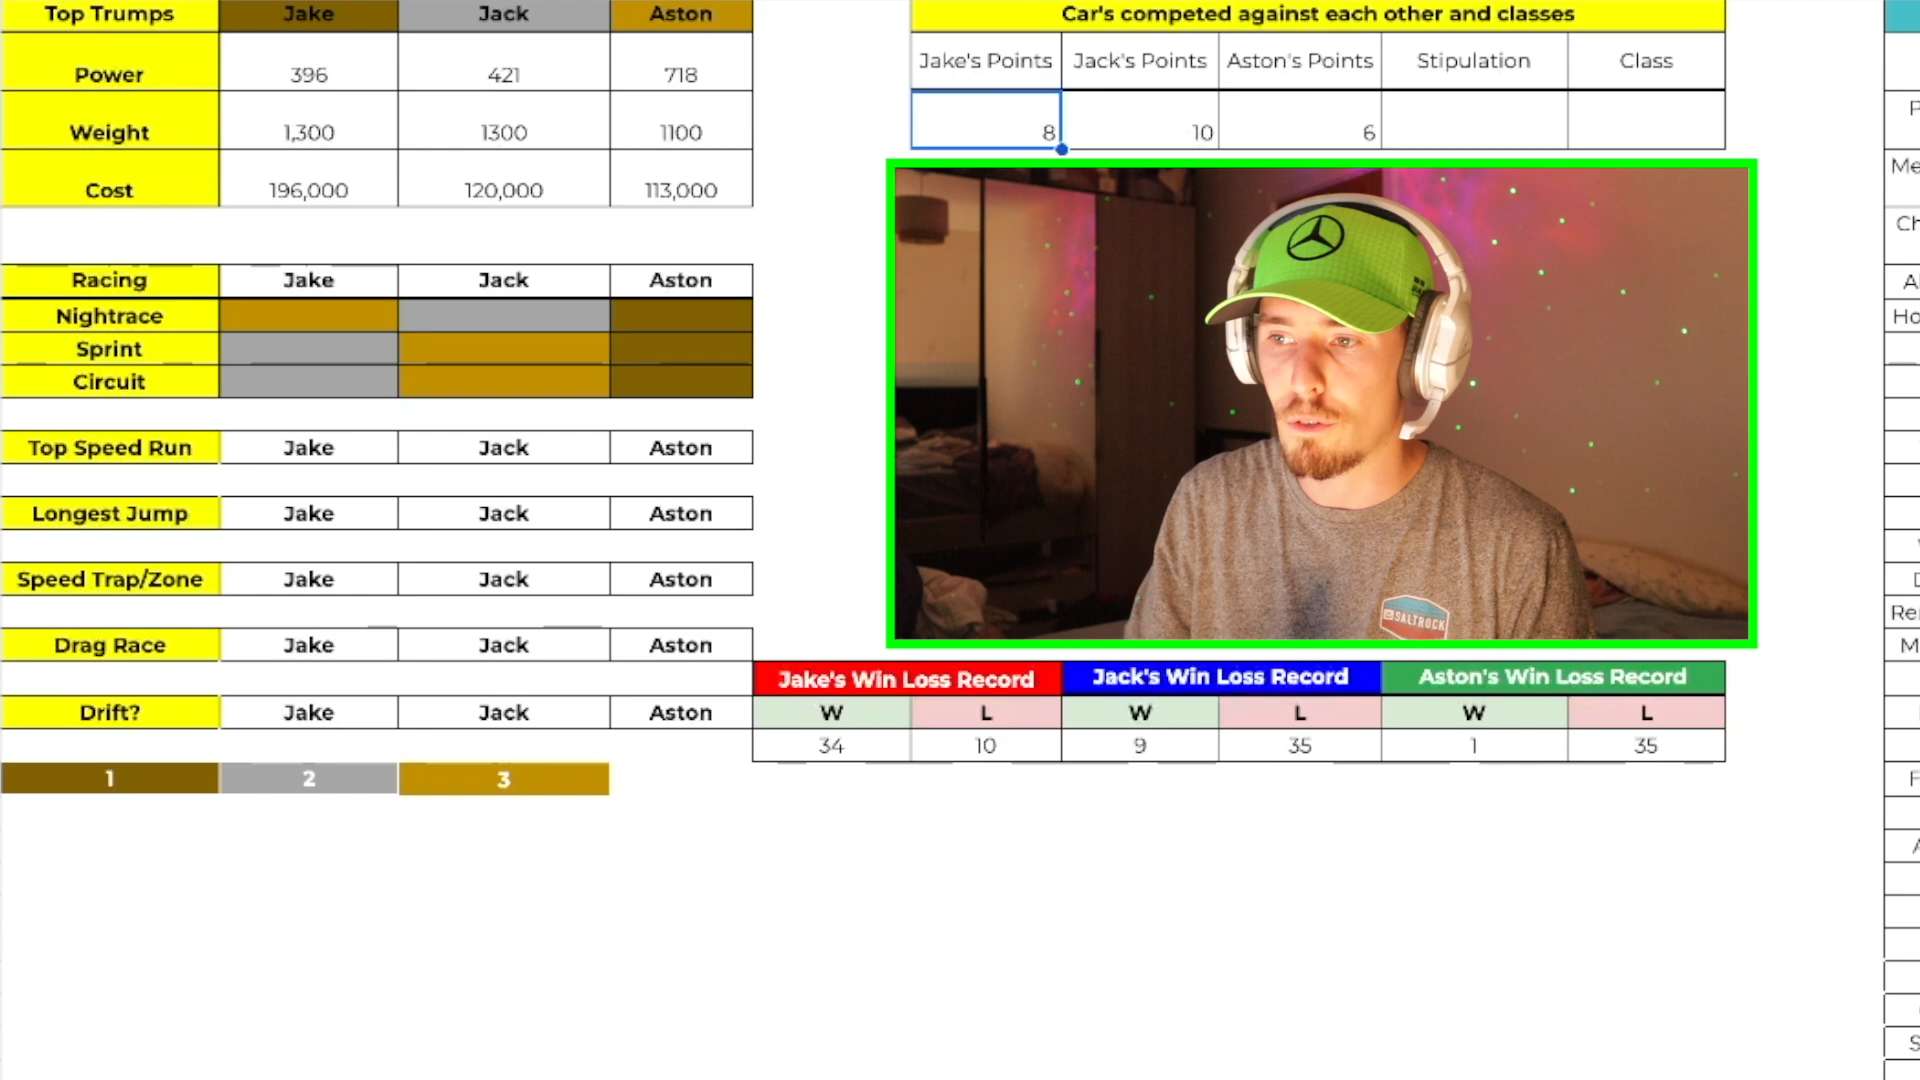 Top Trumps Jake Jack Aston
Power 396 421 718
Weight 1,300 1300 1100
Cost 196,000 120,000 113,000
Racing Jake Jack Aston
Nightrace
Sprint
Circuit
Top Speed Run Jake Jack Aston
Longest Jump Jake Jack Aston
Speed Trap/Zone Jake Jack Aston
Drag Race Jake Jack Aston
Drift? Jake Jack Aston
1 2 3
Car's competed against each other and classes
Jake's Points Jack's Points Aston's Points Stipulation Class
8 10 6
SALTROCK
Jake's Win Loss Record Jack's Win Loss Record Aston's Win Loss Record
W L W L W L
34 10 9 35 1 35
Me
Ch
Ho